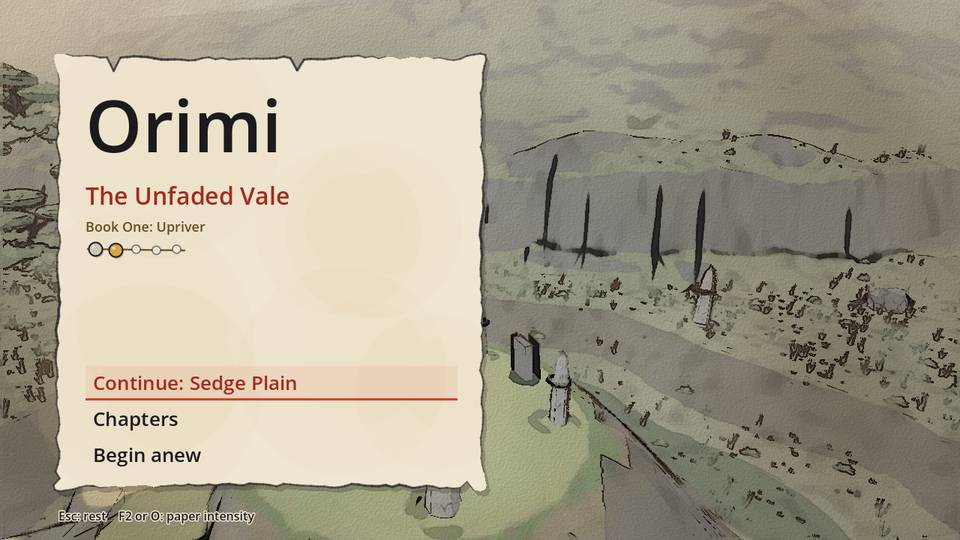 Orimi
The Unfaded Vale
Book One: Upriver
Continue: Sedge Plain
Chapters
Begin anew
Esc: rest F2 or O: paper intensity